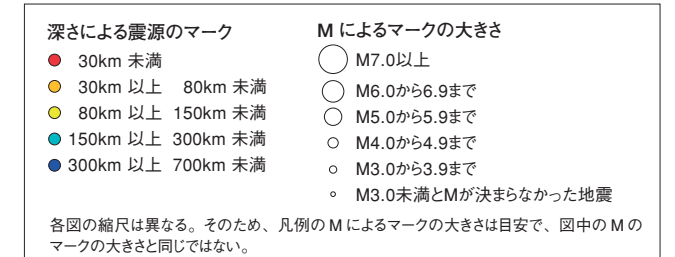 深さによる震源のマーク
30km 未満
30km 以上 80km 未満
80km 以上 150km 未満
150km 以上 300km 未満
300km 以上 700km 未満
M によるマークの大きさ
M7.0以上
M6.0から6.9まで
M5.0から5.9まで
M4.0から4.9まで
M3.0から3.9まで
M3.0未満とMが決まらなかった地震
各図の縮尺は異なる。そのため、凡例の M によるマークの大きさは目安で、図中の M の
マークの大きさと同じではない。